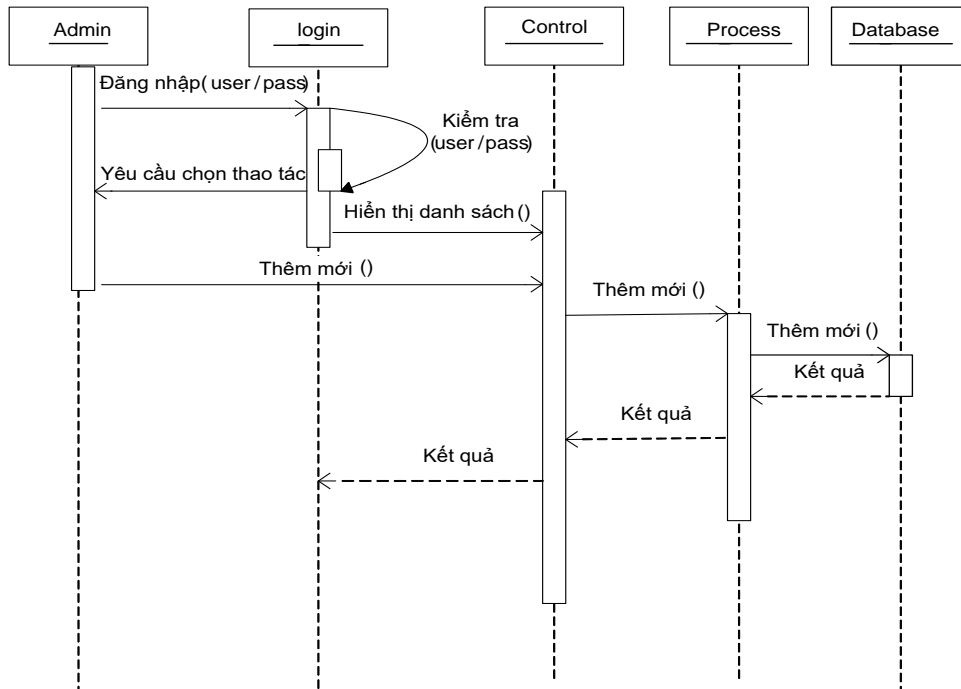 Admin
login
Control
Process
Database
Đăng nhập( user/pass)
Kiểm tra
(user/pass)
Yêu cầu chọn thao tác
Hiển thị danh sách ()
Thêm mới ()
Thêm mới ()
Thêm mới ()
Kết quả
Kết quả
Kết quả